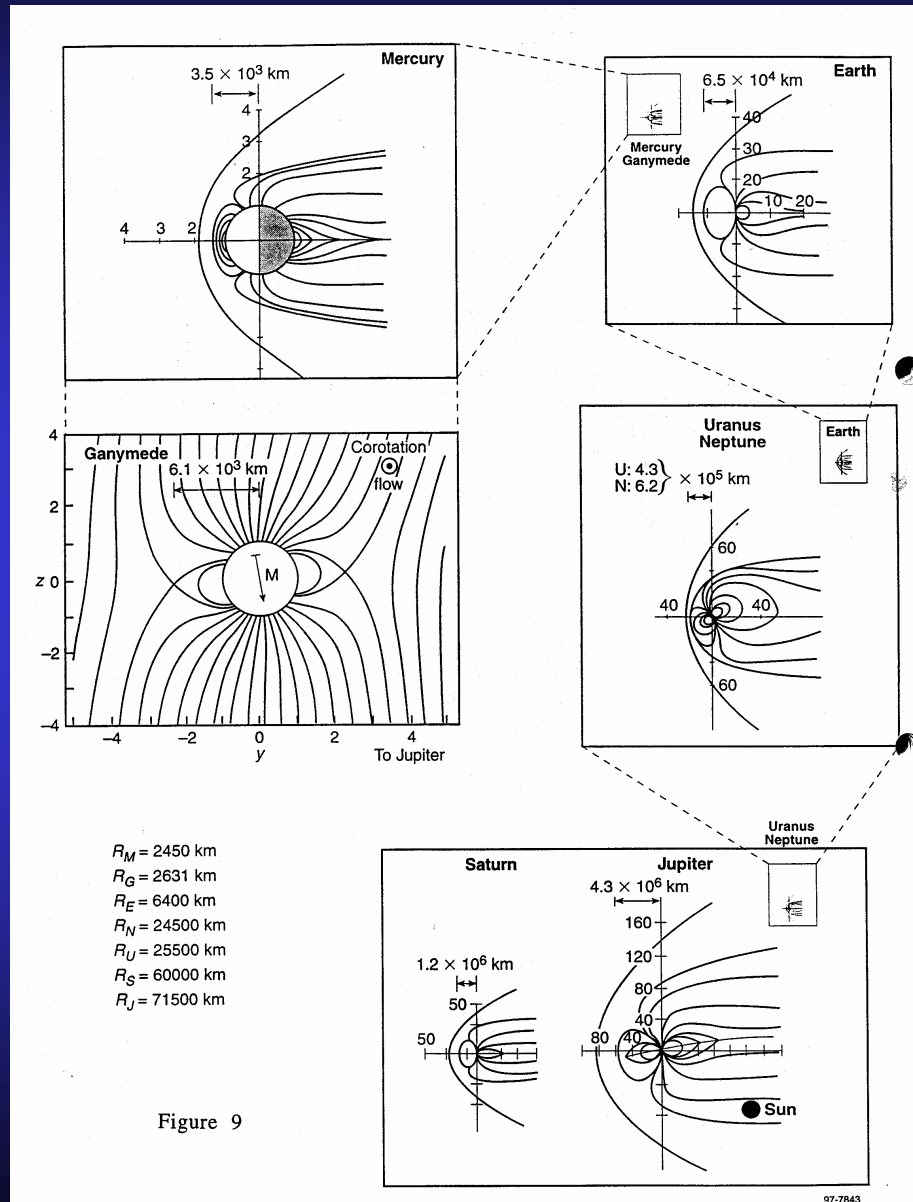 Mercury
3.5 × 10³ km
4
3
2
4 3 2
Earth
6.5 × 10⁴ km
40
30
20
10 20
Mercury
Ganymede
Ganymede
6.1 × 10³ km
Corotation
flow
M
4
2
z 0
−2
−4
−4 −2 0 2 4
y
To Jupiter
Uranus
Neptune
U: 4.3
N: 6.2
} × 10⁵ km
60
40 40
60
Earth
R_M = 2450 km
R_G = 2631 km
R_E = 6400 km
R_N = 24500 km
R_U = 25500 km
R_S = 60000 km
R_J = 71500 km
Figure 9
Uranus
Neptune
Saturn
1.2 × 10⁶ km
50
50
Jupiter
4.3 × 10⁶ km
160
120
80
40
80 40
Sun
97-7843